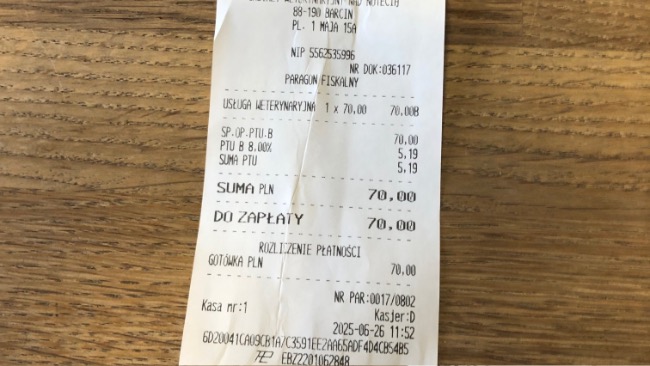 WETERYNARYJNY NAD NOTECIĄ
88-190 BARCIN
PL. 1 MAJA 15A
NIP 5562535996
NR DOK:036117
PARAGON FISKALNY
USŁUGA WETERYNARYJNA 1 x 70,00 70,00B
SP.OP.PTU.B 70,00
PTU B 8.00% 5,19
SUMA PTU 5,19
SUMA PLN 70,00
DO ZAPŁATY 70,00
ROZLICZENIE PŁATNOŚCI
GOTÓWKA PLN 70,00
NR PAR:0017/0802
Kasa nr:1 Kasjer:D
2025-06-26 11:52
6D20041CA09CB1A7C3591EE2AA65ADF4D4CB54B5
EBZ2201062848